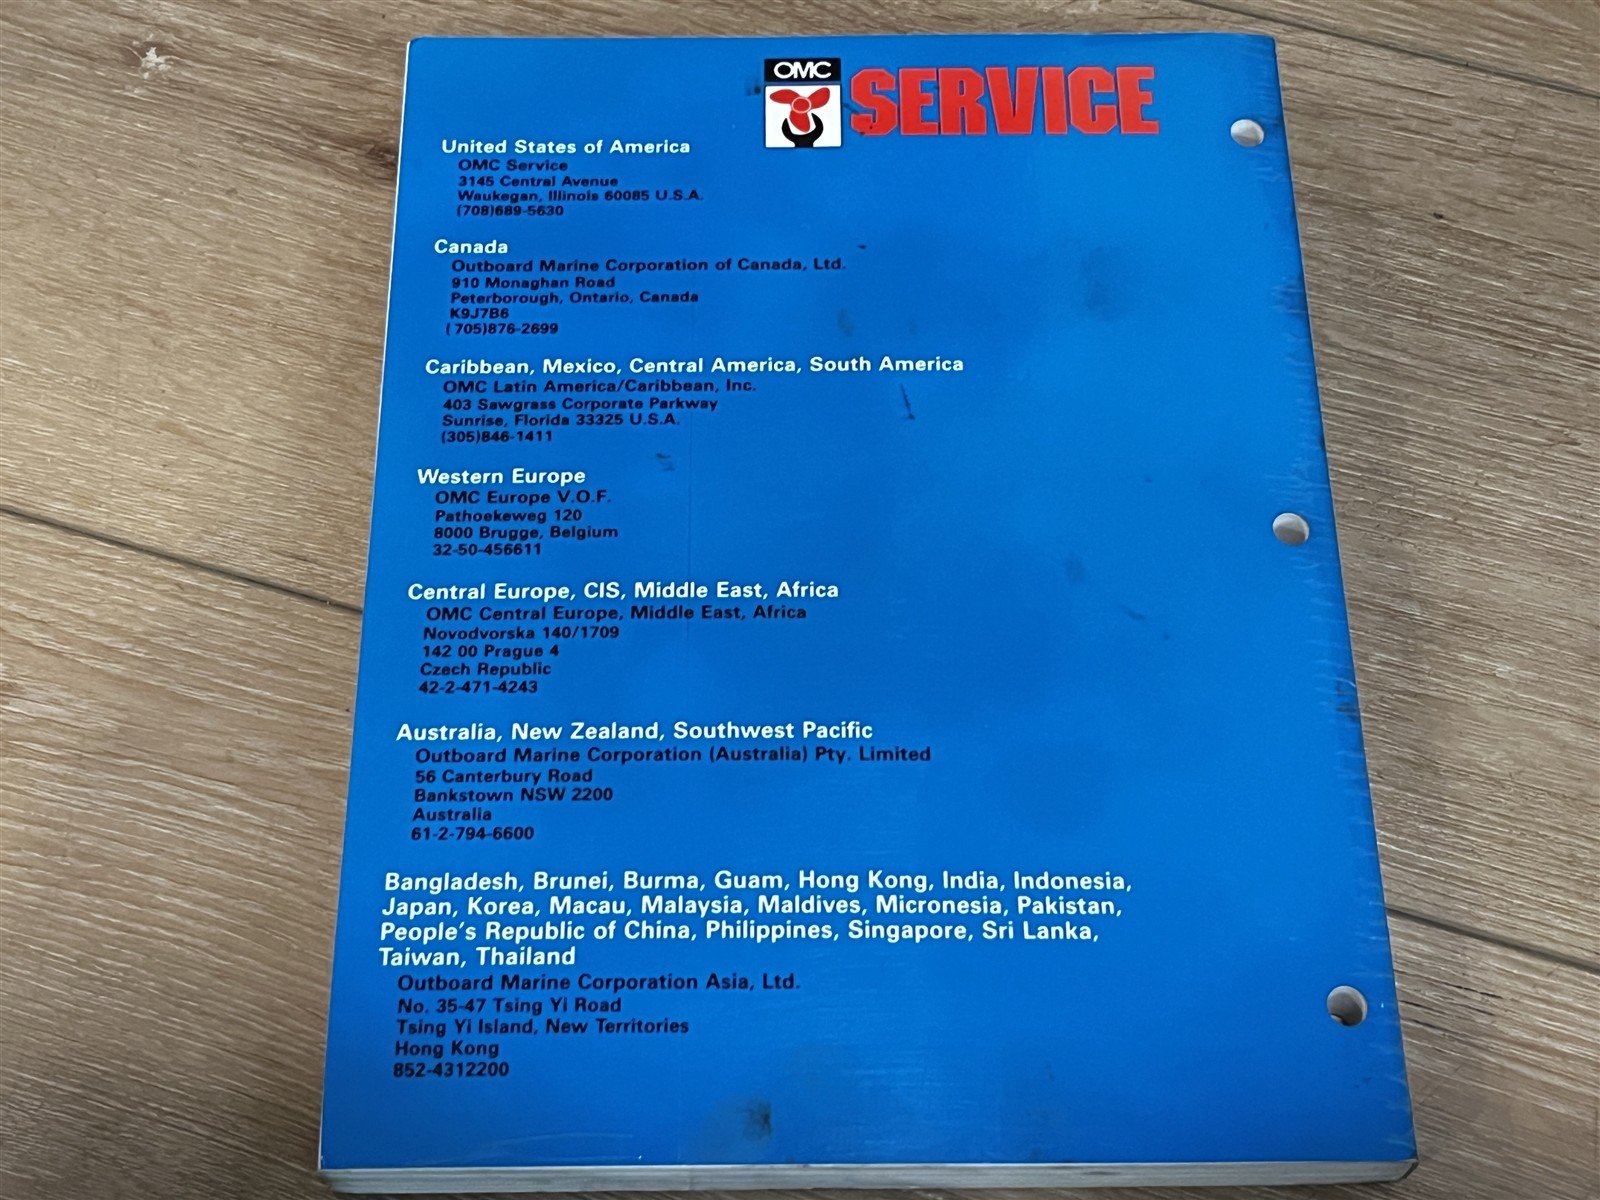 OMC
SERVICE
United States of America
OMC Service
3145 Central Avenue
Waukegan, Illinois 60085 U.S.A.
(708)689-5630
Canada
Outboard Marine Corporation of Canada, Ltd.
910 Monaghan Road
Peterborough, Ontario, Canada
K9J7B6
( 705)876-2699
Caribbean, Mexico, Central America, South America
OMC Latin America/Caribbean, Inc.
403 Sawgrass Corporate Parkway
Sunrise, Florida 33325 U.S.A.
(305)846-1411
Western Europe
OMC Europe V.O.F.
Pathoekeweg 120
8000 Brugge, Belgium
32-50-456611
Central Europe, CIS, Middle East, Africa
OMC Central Europe, Middle East, Africa
Novodvorska 140/1709
142 00 Prague 4
Czech Republic
42-2-471-4243
Australia, New Zealand, Southwest Pacific
Outboard Marine Corporation (Australia) Pty. Limited
56 Canterbury Road
Bankstown NSW 2200
Australia
61-2-794-6600
Bangladesh, Brunei, Burma, Guam, Hong Kong, India, Indonesia,
Japan, Korea, Macau, Malaysia, Maldives, Micronesia, Pakistan,
People's Republic of China, Philippines, Singapore, Sri Lanka,
Taiwan, Thailand
Outboard Marine Corporation Asia, Ltd.
No. 35-47 Tsing Yi Road
Tsing Yi Island, New Territories
Hong Kong
852-4312200